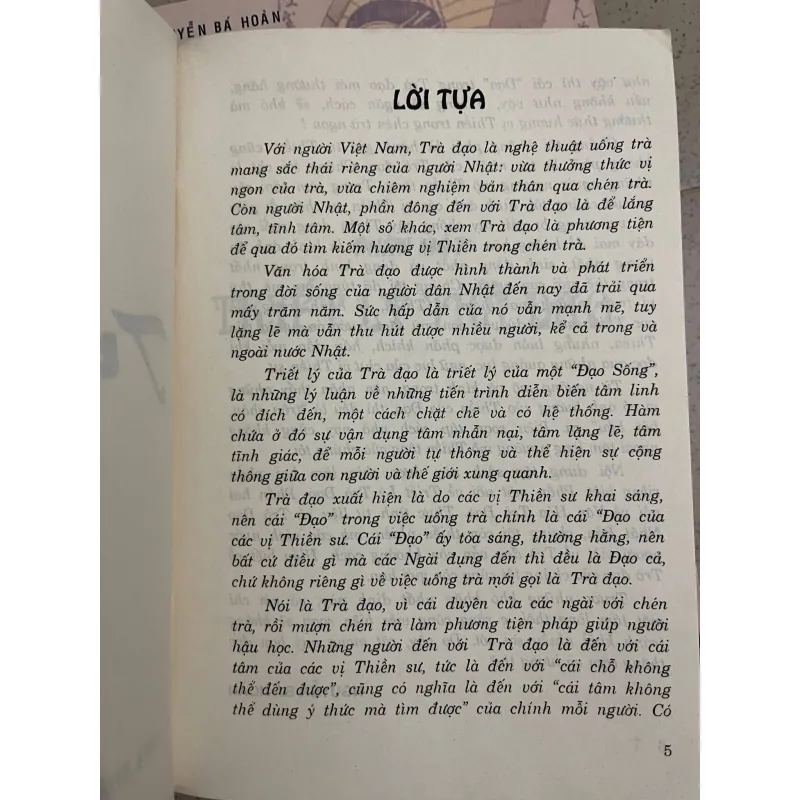 UYỄN BÁ HOÀN
LỜI TỰA
Với người Việt Nam, Trà đạo là nghệ thuật uống trà
mang sắc thái riêng của người Nhật: vừa thưởng thức vị
ngon của trà, vừa chiêm nghiệm bản thân qua chén trà.
Còn người Nhật, phần đông đến với Trà đạo là để lắng
tâm, tĩnh tâm. Một số khác, xem Trà đạo là phương tiện
để qua đó tìm kiếm hương vị Thiền trong chén trà.
Văn hóa Trà đạo được hình thành và phát triển
trong đời sống của người dân Nhật đến nay đã trải qua
mấy trăm năm. Sức hấp dẫn của nó vẫn mạnh mẽ, tuy
lặng lẽ mà vẫn thu hút được nhiều người, kể cả trong và
ngoài nước Nhật.
Triết lý của Trà đạo là triết lý của một “Đạo Sống”,
là những lý luận về những tiến trình diễn biến tâm linh
có đích đến, một cách chặt chẽ và có hệ thống. Hàm
chứa ở đó sự vận dụng tâm nhẫn nại, tâm lặng lẽ, tâm
tĩnh giác, để mỗi người tự thông và thể hiện sự cộng
thông giữa con người và thế giới xung quanh.
Trà đạo xuất hiện là do các vị Thiền sư khai sáng,
nên cái “Đạo” trong việc uống trà chính là cái “Đạo của
các vị Thiền sư. Cái “Đạo” ấy tỏa sáng, thường hằng, nên
bất cứ điều gì mà các Ngài đụng đến thì đều là Đạo cả,
chứ không riêng gì về việc uống trà mới gọi là Trà đạo.
Nói là Trà đạo, vì cái duyên của các ngài với chén
trà, rồi mượn chén trà làm phương tiện pháp giúp người
hậu học. Những người đến với Trà đạo là đến với cái
tâm của các vị Thiền sư, tức là đến với “cái chỗ không
thể đến được”, cũng có nghĩa là đến với “cái tâm không
thể dùng ý thức mà tìm được” của chính mỗi người. Có
5